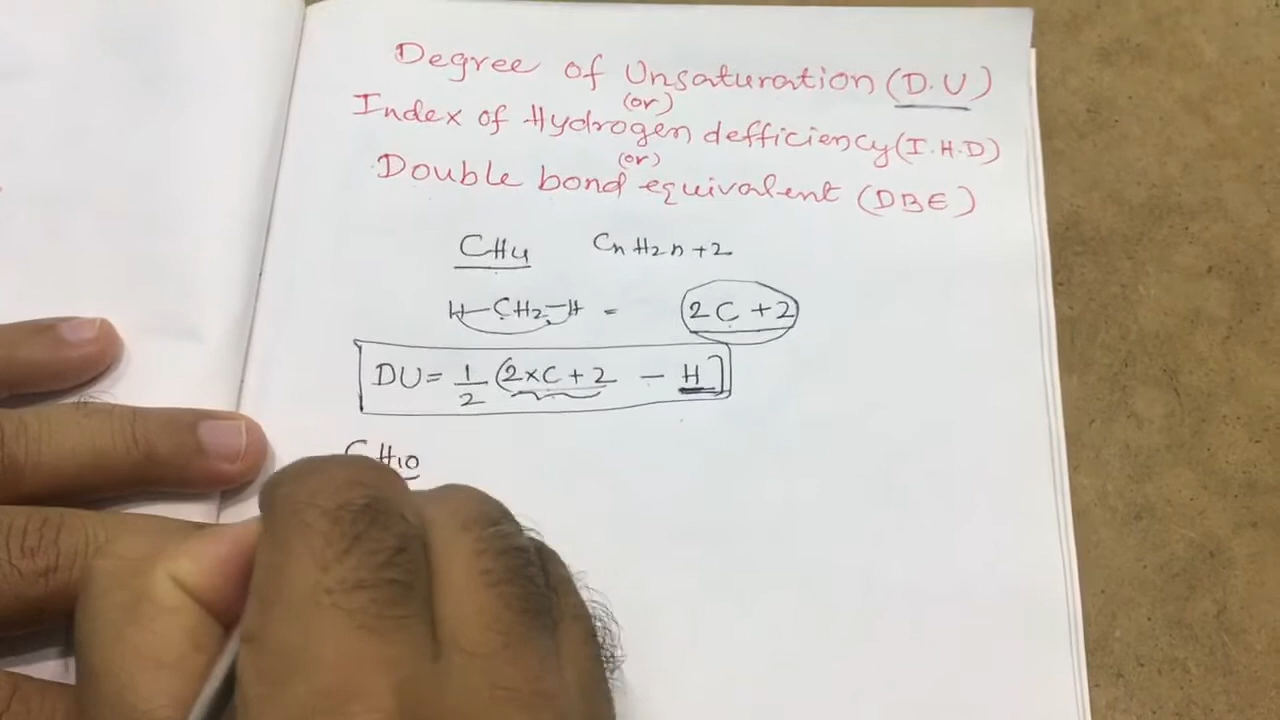 Degree of Unsaturation (D.U)
(or)
Index of Hydrogen defficiency (I.H.D)
(or)
Double bond equivalent (DBE)
CH4 CnH2n+2
H-CH2-H = 2C+2
DU = 1/2 (2×C+2 - H]
H10